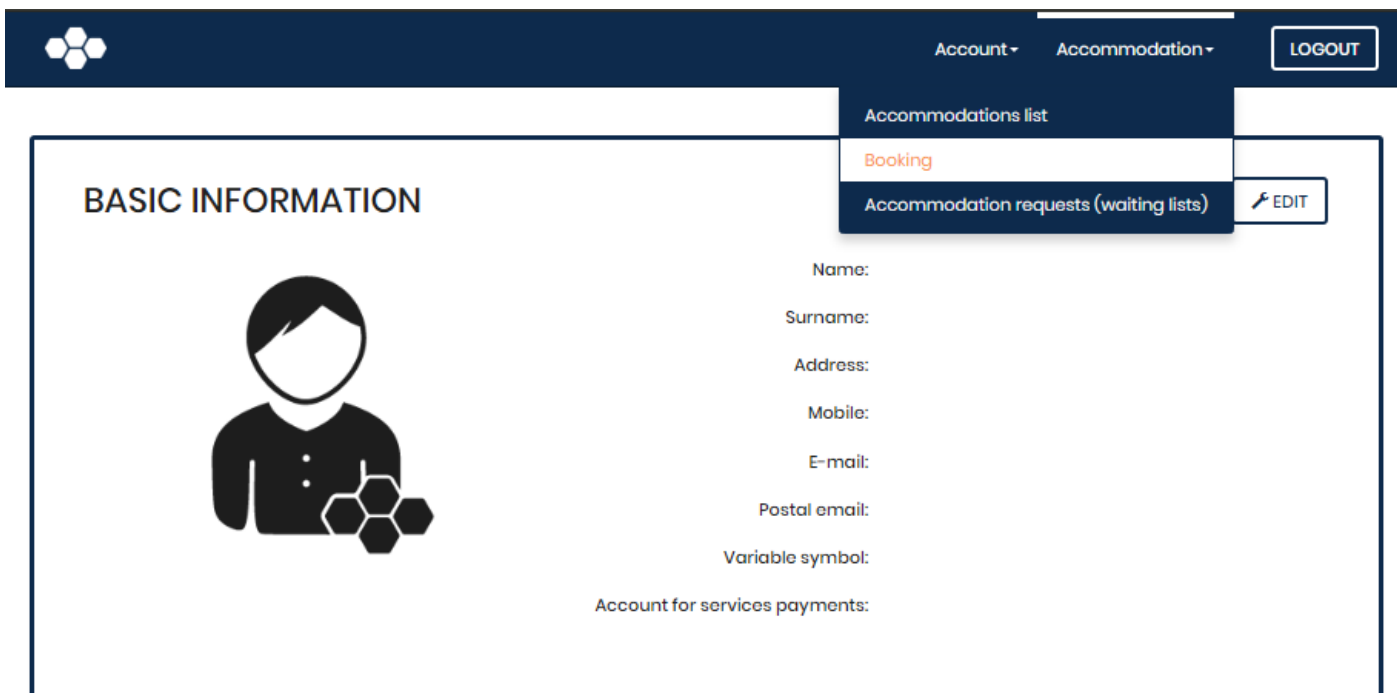 Account
Accommodation
LOGOUT
Accommodations list
Booking
Accommodation requests (waiting lists)
BASIC INFORMATION
EDIT
Name:
Surname:
Address:
Mobile:
E-mail:
Postal email:
Variable symbol:
Account for services payments: